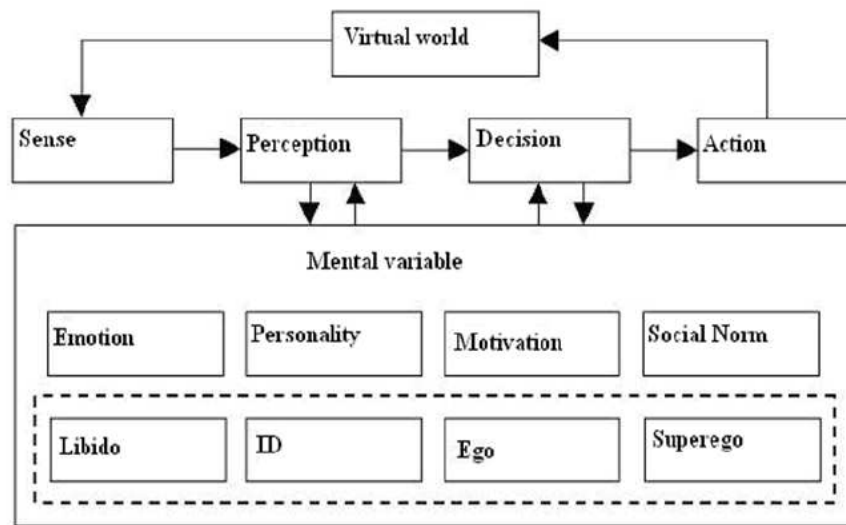 Virtual world
Sense
Perception
Decision
Action
Mental variable
Emotion
Personality
Motivation
Social Norm
Libido
ID
Ego
Superego